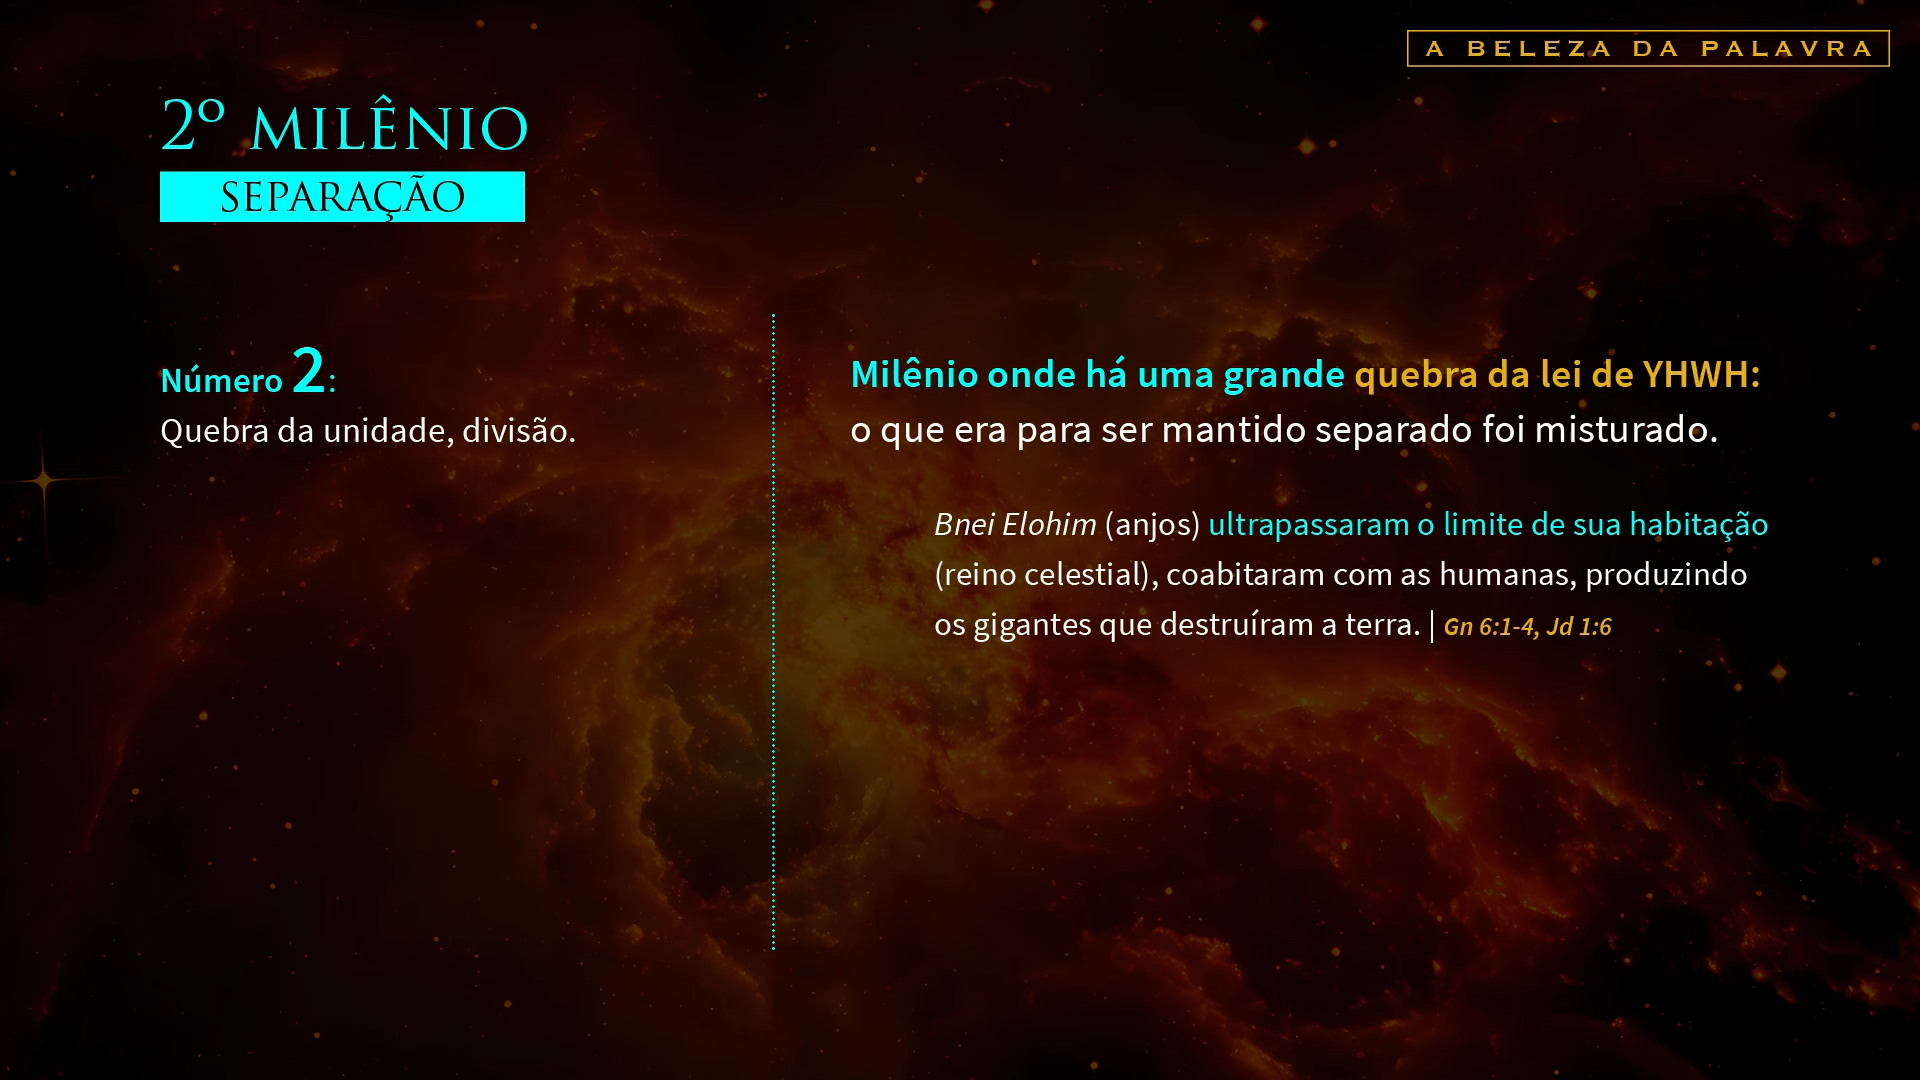 A BELEZA DA PALAVRA
2º MILÊNIO
SEPARAÇÃO
Número 2:
Quebra da unidade, divisão.
Milênio onde há uma grande quebra da lei de YHWH:
o que era para ser mantido separado foi misturado.
Bnei Elohim (anjos) ultrapassaram o limite de sua habitação
(reino celestial), coabitaram com as humanas, produzindo
os gigantes que destruíram a terra. | Gn 6:1-4, Jd 1:6